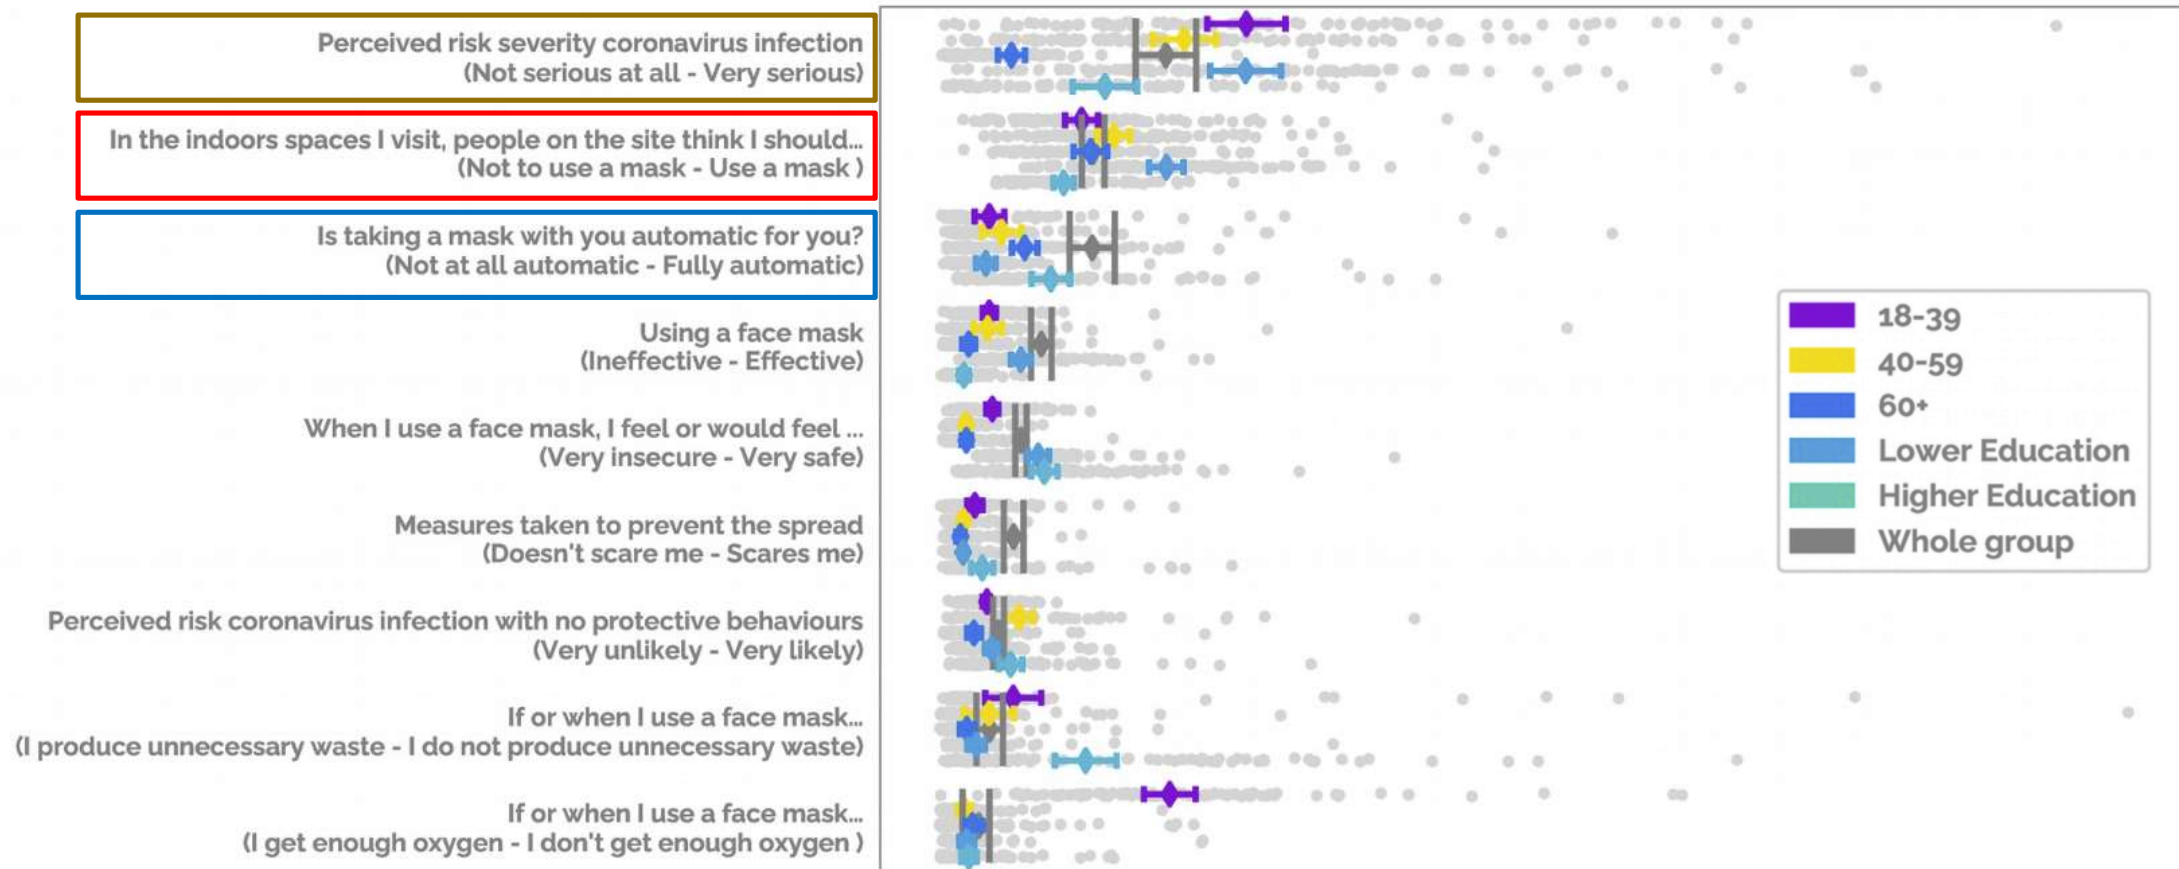 Perceived risk severity coronavirus infection
(Not serious at all - Very serious)
In the indoors spaces I visit, people on the site think I should...
(Not to use a mask - Use a mask )
Is taking a mask with you automatic for you?
(Not at all automatic - Fully automatic)
Using a face mask
(Ineffective - Effective)
When I use a face mask, I feel or would feel ...
(Very insecure - Very safe)
Measures taken to prevent the spread
(Doesn't scare me - Scares me)
Perceived risk coronavirus infection with no protective behaviours
(Very unlikely - Very likely)
If or when I use a face mask...
(I produce unnecessary waste - I do not produce unnecessary waste)
If or when I use a face mask...
(I get enough oxygen - I don't get enough oxygen )
18-39
40-59
60+
Lower Education
Higher Education
Whole group